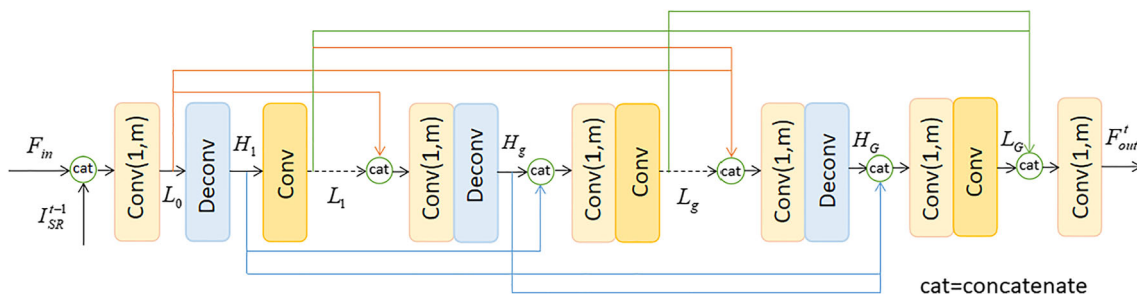 F_in
I_SR^{t-1}
cat
Conv(1,m)
L_0
Deconv
H_1
Conv
L_1
cat
Conv(1,m)
Deconv
H_g
cat
Conv(1,m)
Conv
L_g
cat
Conv(1,m)
Deconv
H_G
cat
Conv(1,m)
Conv
L_G
cat
Conv(1,m)
F_out^t
cat=concatenate